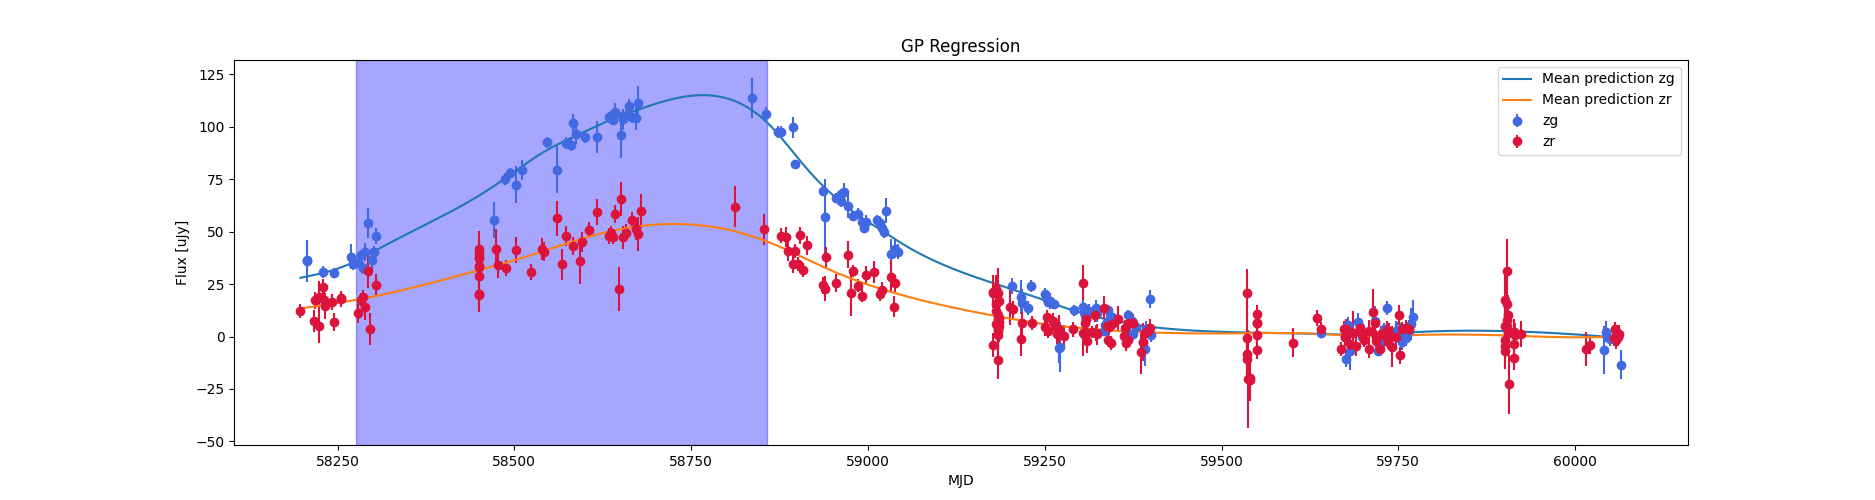 GP Regression
Flux [uJy]
125
100
75
50
25
0
−25
−50
Mean prediction zg
Mean prediction zr
zg
zr
58250 58500 58750 59000 59250 59500 59750 60000
MJD